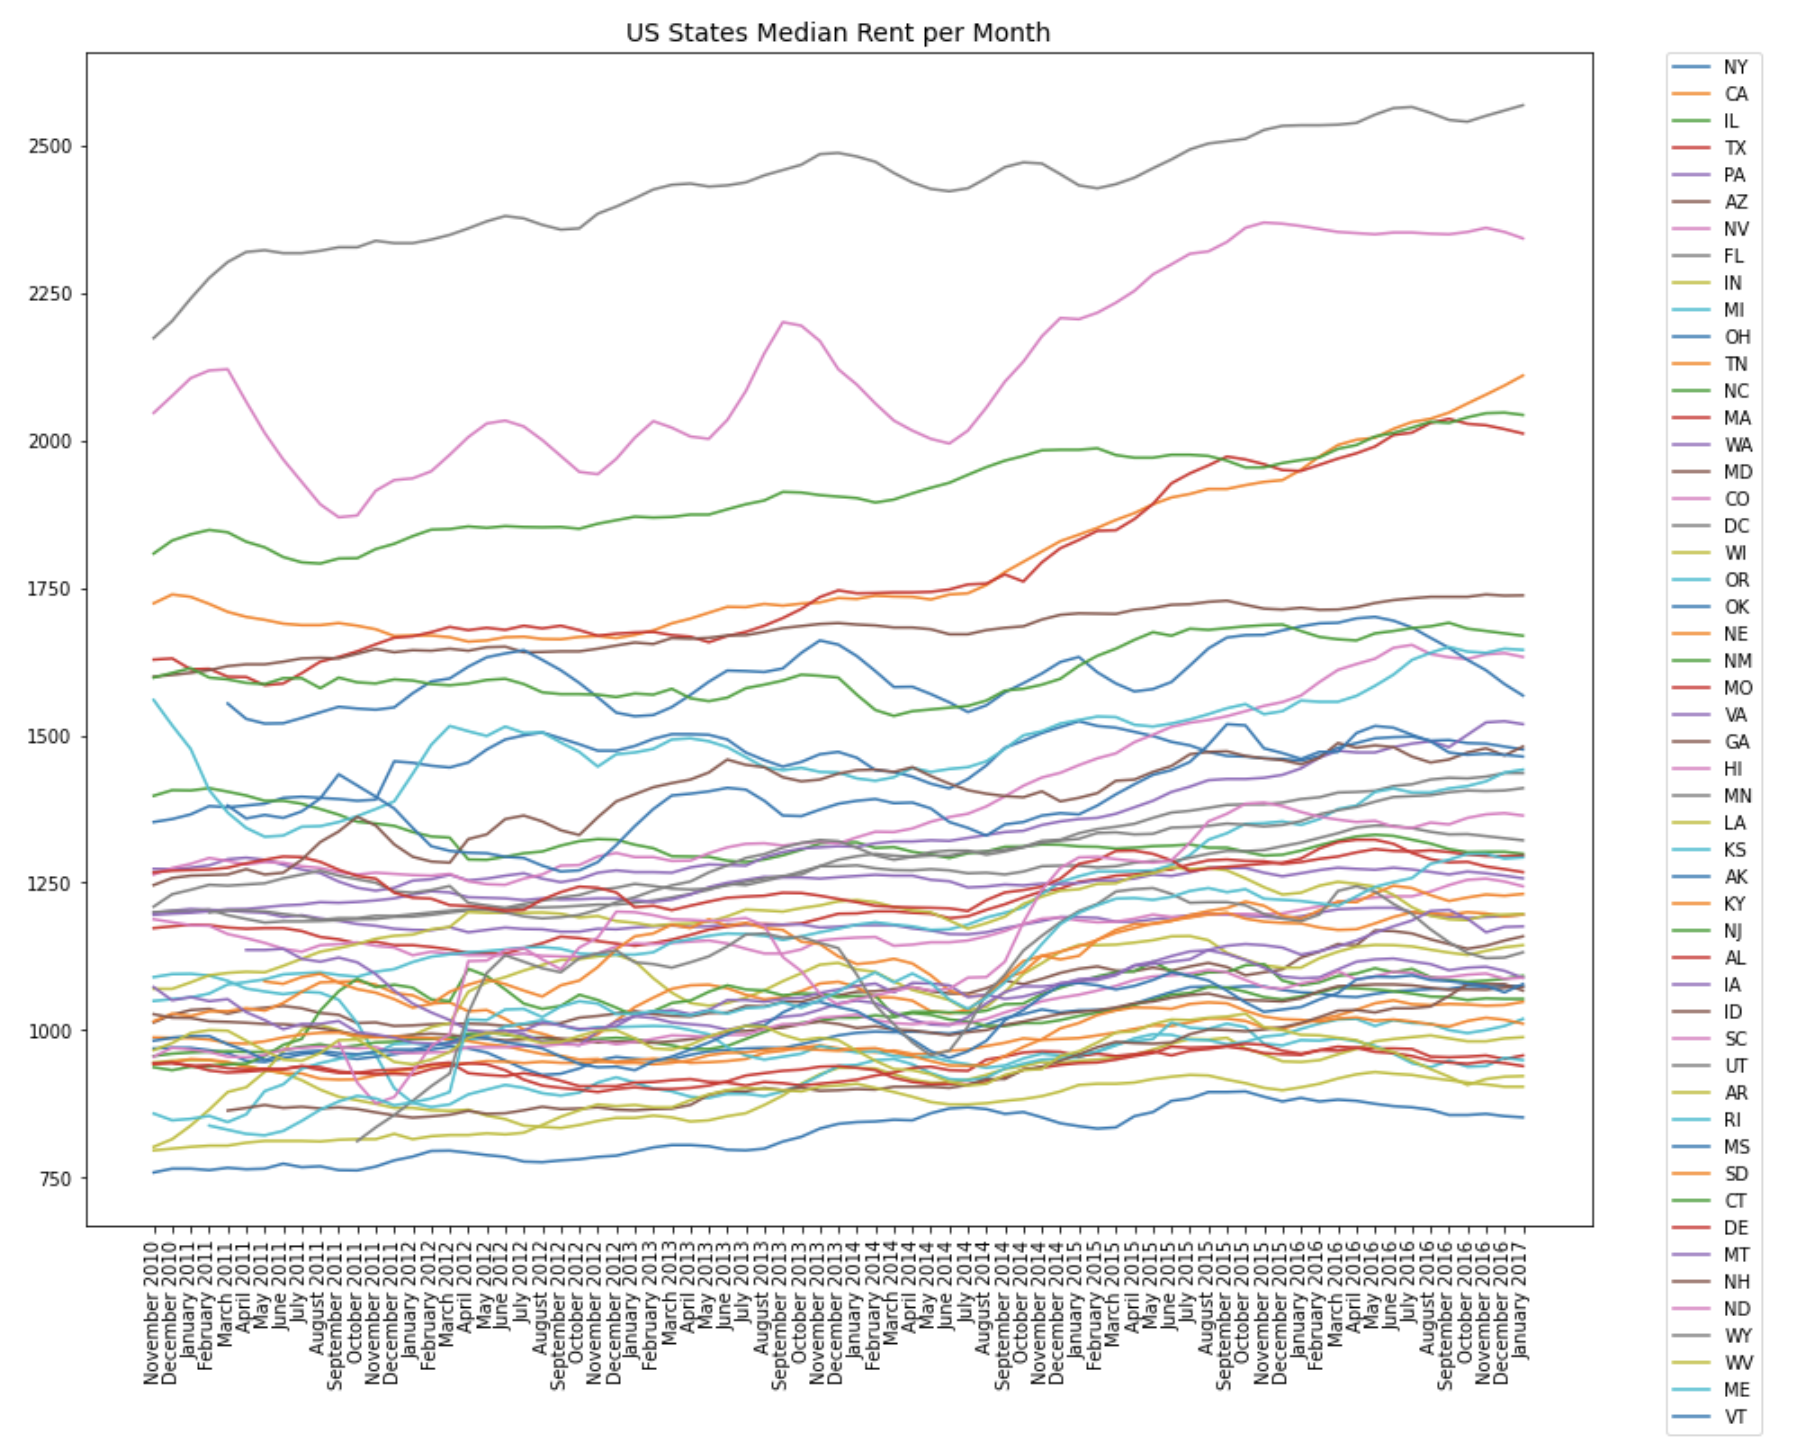 US States Median Rent per Month
2500
2250
2000
1750
1500
1250
1000
750
November 2010
December 2010
January 2011
February 2011
March 2011
April 2011
May 2011
June 2011
July 2011
August 2011
September 2011
October 2011
November 2011
December 2011
January 2012
February 2012
March 2012
April 2012
May 2012
June 2012
July 2012
August 2012
September 2012
October 2012
November 2012
December 2012
January 2013
February 2013
March 2013
April 2013
May 2013
June 2013
July 2013
August 2013
September 2013
October 2013
November 2013
December 2013
January 2014
February 2014
March 2014
April 2014
May 2014
June 2014
July 2014
August 2014
September 2014
October 2014
November 2014
December 2014
January 2015
February 2015
March 2015
April 2015
May 2015
June 2015
July 2015
August 2015
September 2015
October 2015
November 2015
December 2015
January 2016
February 2016
March 2016
April 2016
May 2016
June 2016
July 2016
August 2016
September 2016
October 2016
November 2016
December 2016
January 2017
NY
CA
IL
TX
PA
AZ
NV
FL
IN
MI
OH
TN
NC
MA
WA
MD
CO
DC
WI
OR
OK
NE
NM
MO
VA
GA
HI
MN
LA
KS
AK
KY
NJ
AL
IA
ID
SC
UT
AR
RI
MS
SD
CT
DE
MT
NH
ND
WY
WV
ME
VT